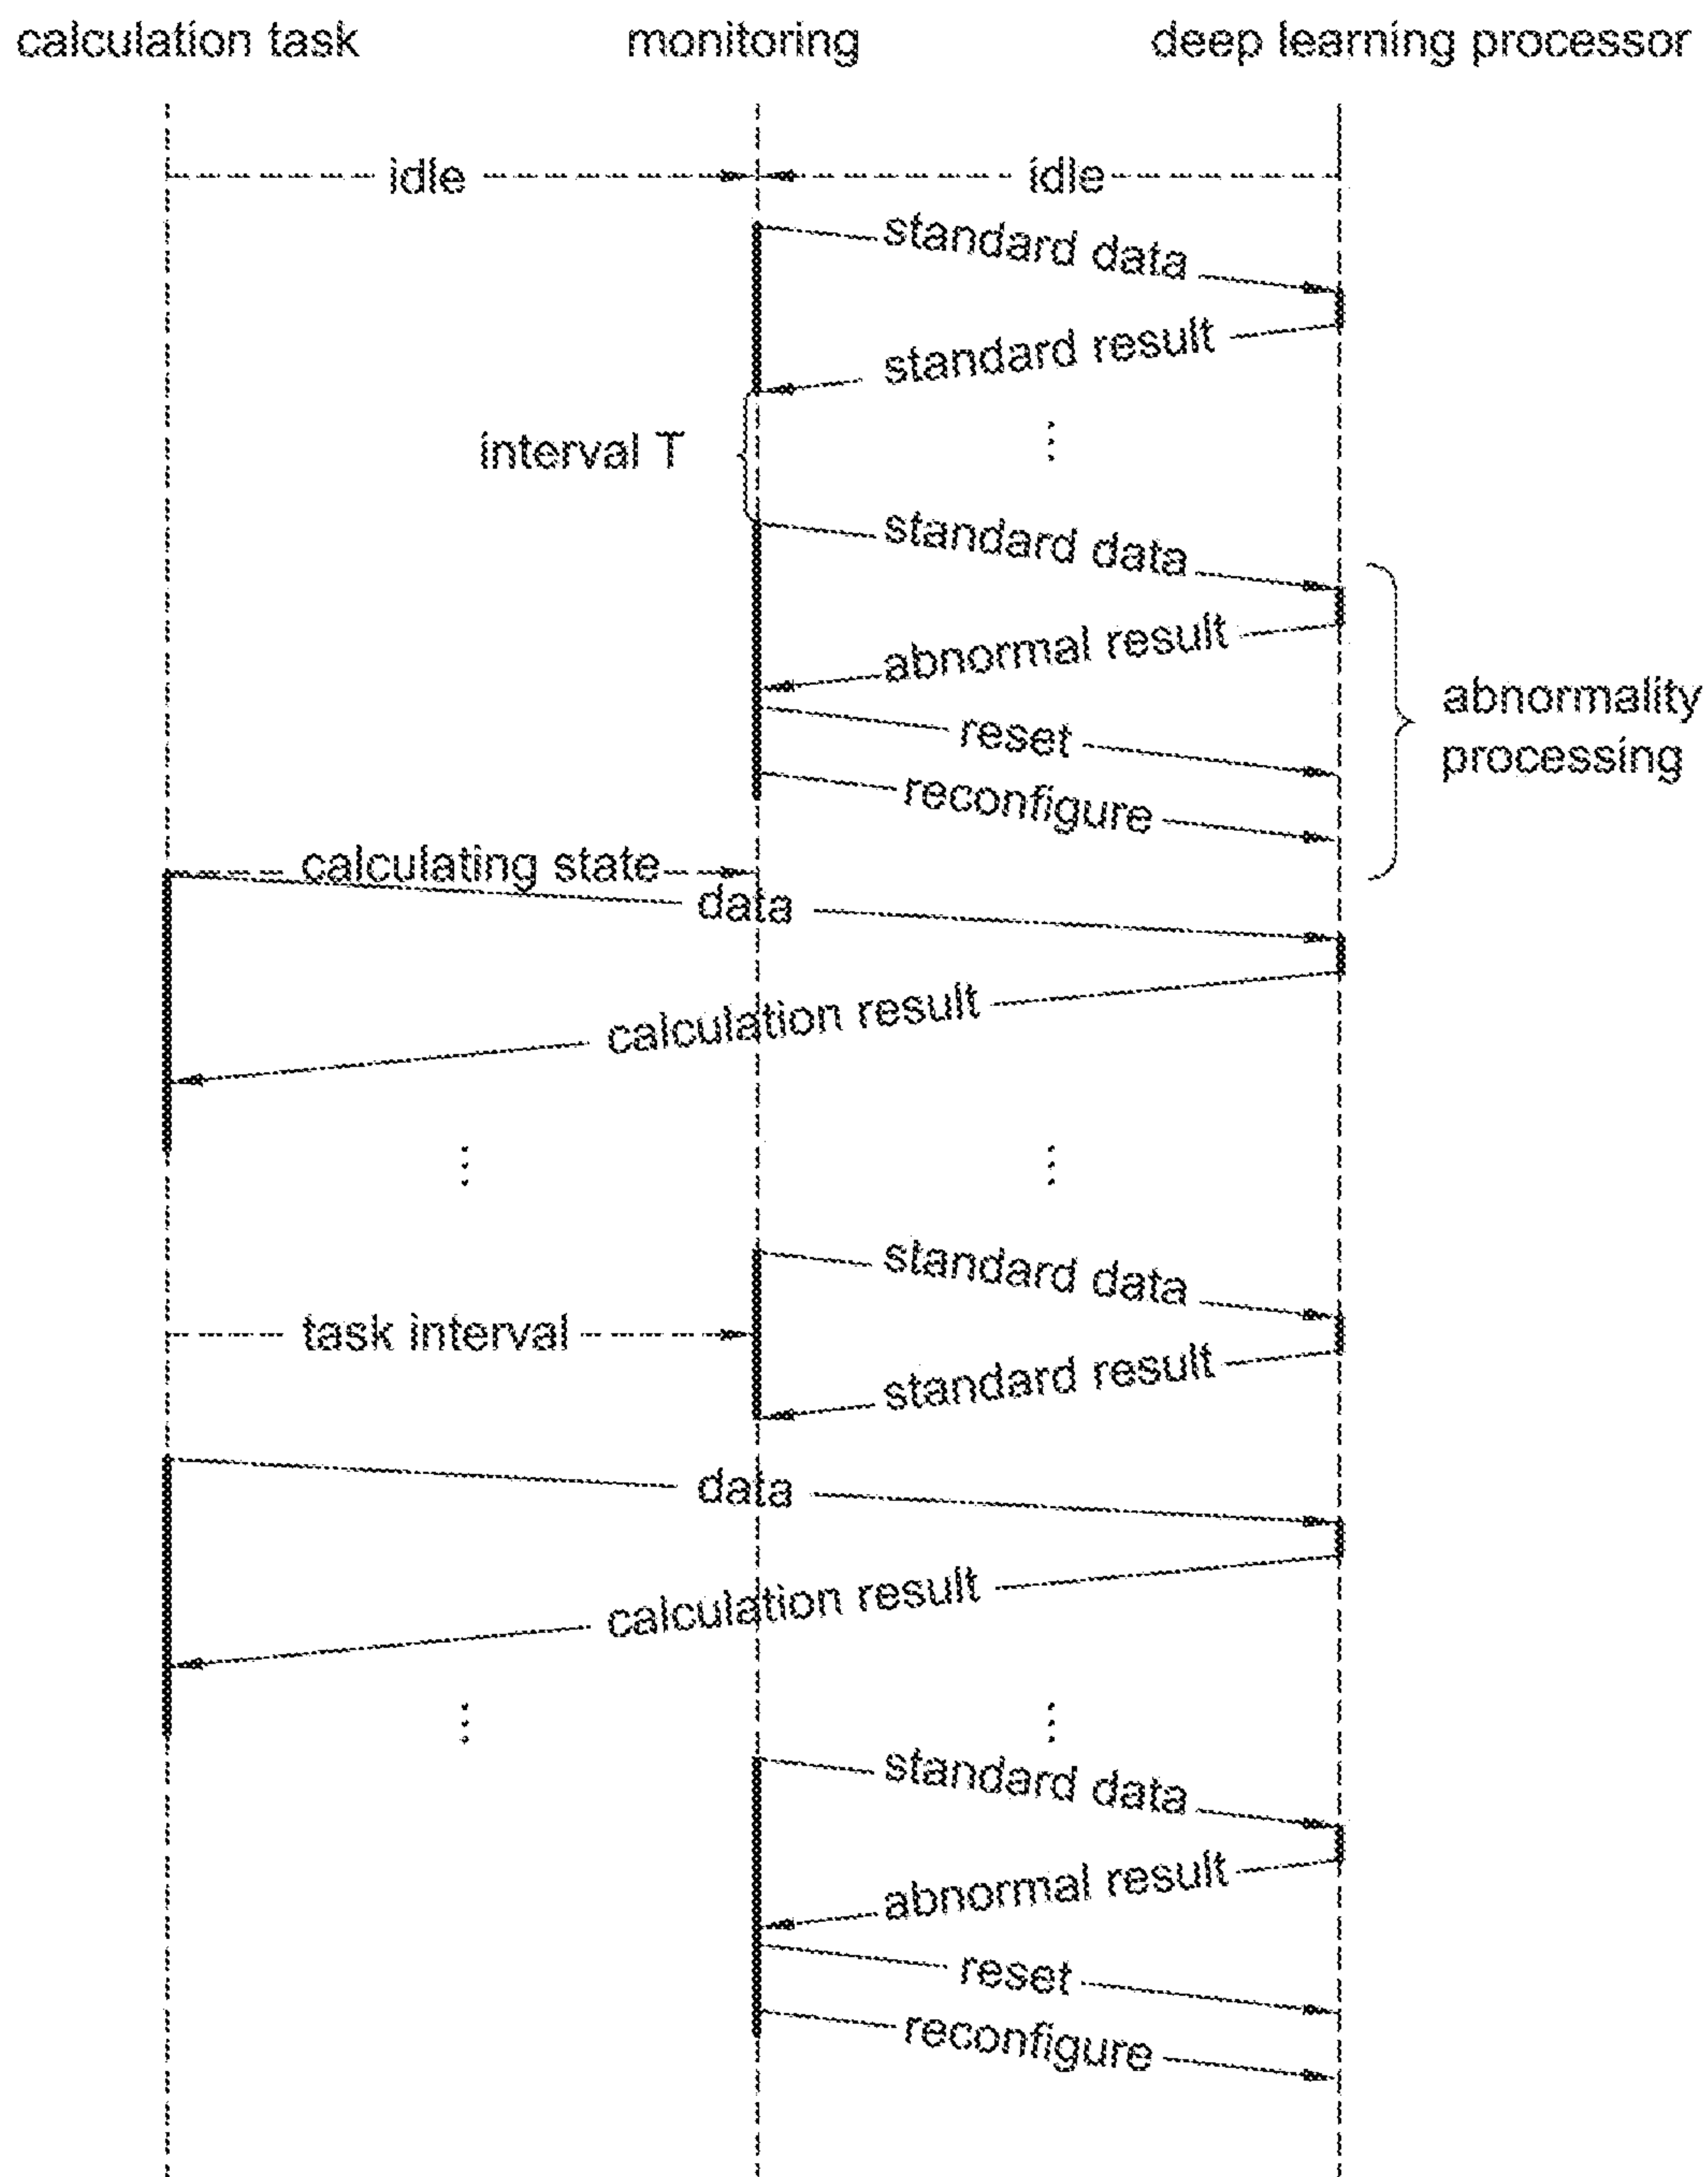 calculation task
monitoring
deep learning processor
idle
idle
standard data
standard result
interval T
standard data
abnormal result
abnormality
processing
reset
reconfigure
calculating state
data
calculation result
standard data
task interval
standard result
data
calculation result
standard data
abnormal result
reset
reconfigure